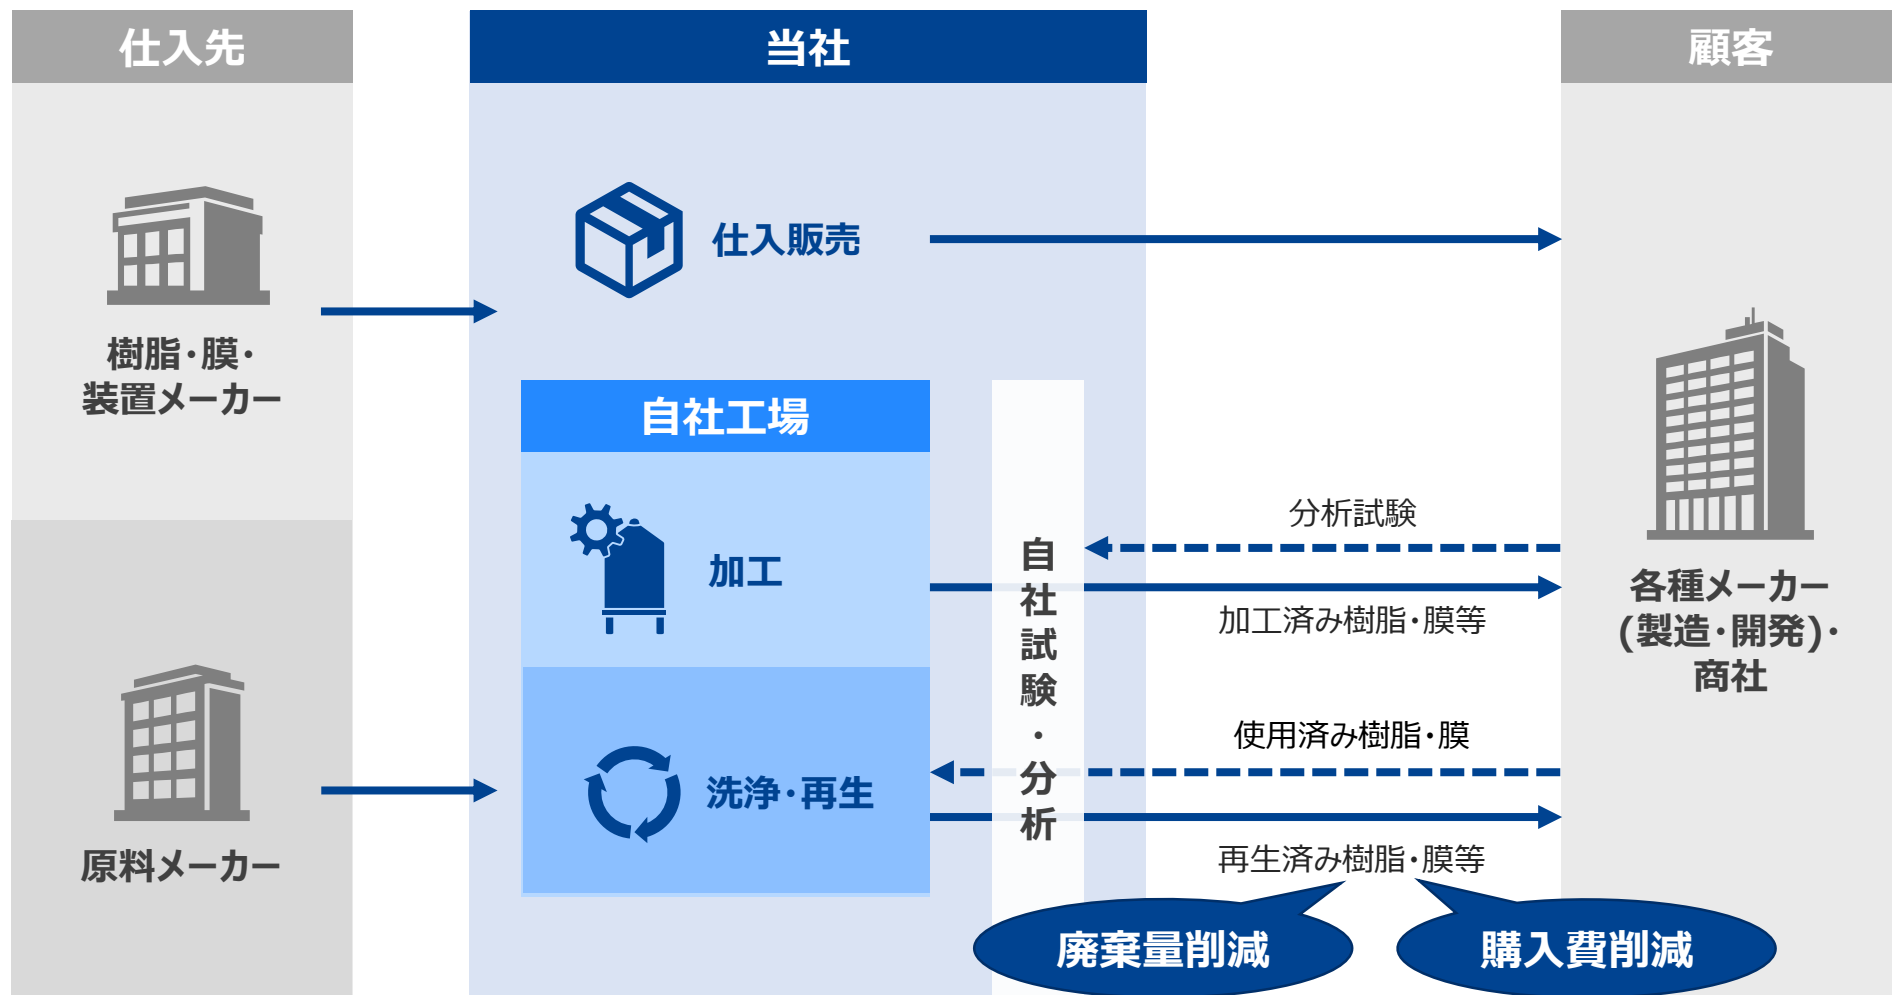 仕入先
当社
顧客
樹脂・膜・
装置メーカー
原料メーカー
仕入販売
自社工場
加工
洗浄・再生
自社試験・分析
分析試験
加工済み樹脂・膜等
使用済み樹脂・膜
再生済み樹脂・膜等
廃棄量削減
購入費削減
各種メーカー
(製造・開発)・
商社